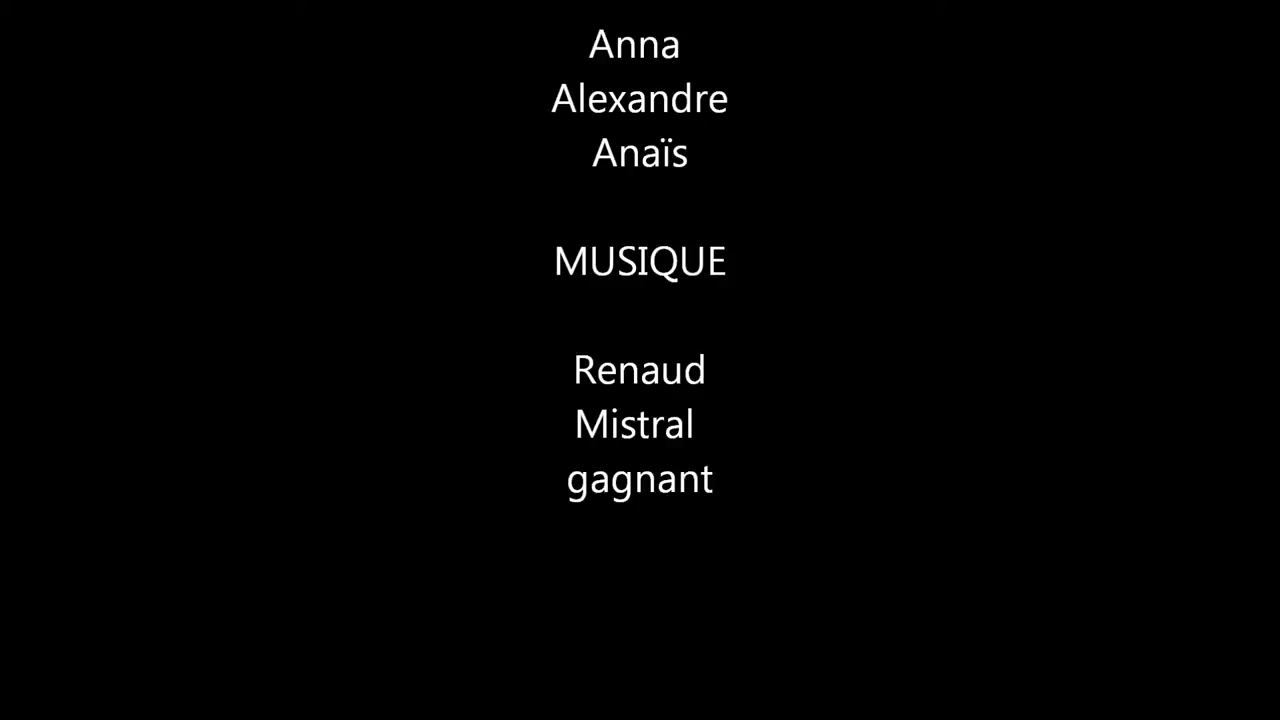 Anna
Alexandre
Anaïs
MUSIQUE
Renaud
Mistral
gagnant